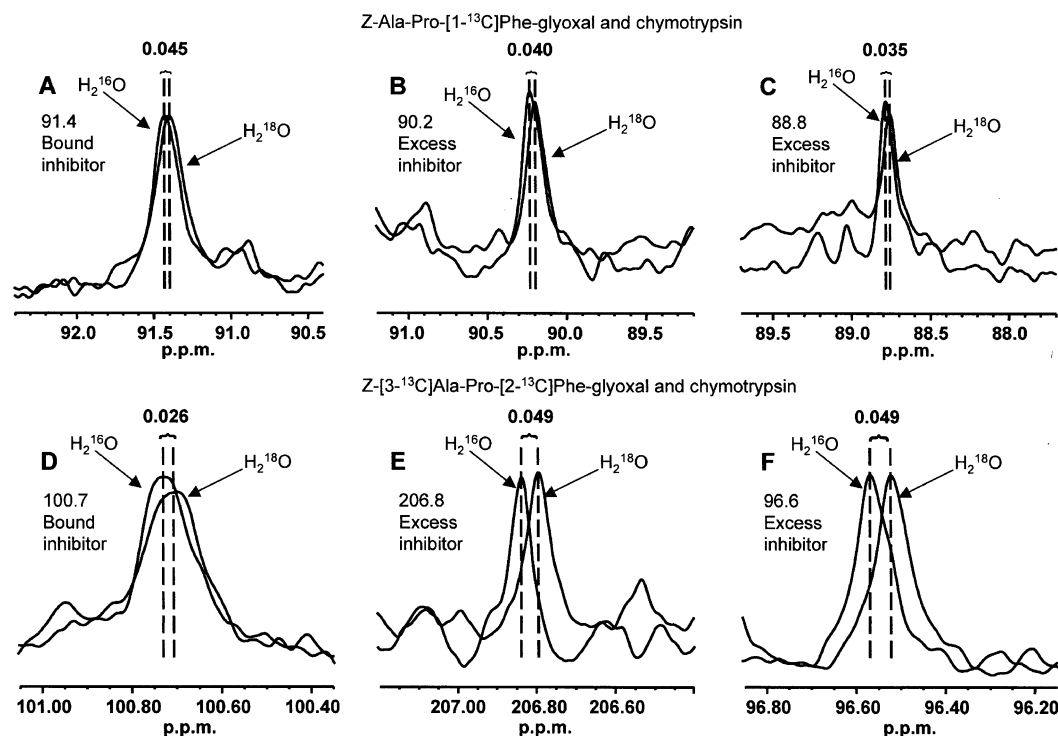 Z-Ala-Pro-[1-¹³C]Phe-glyoxal and chymotrypsin
0.045
A
H₂¹⁶O
H₂¹⁸O
91.4
Bound
inhibitor
92.0 91.5 91.0 90.5
p.p.m.
0.040
B
H₂¹⁶O
H₂¹⁸O
90.2
Excess
inhibitor
91.0 90.5 90.0 89.5
p.p.m.
0.035
C
H₂¹⁶O
H₂¹⁸O
88.8
Excess
inhibitor
89.5 89.0 88.5 88.0
p.p.m.
Z-[3-¹³C]Ala-Pro-[2-¹³C]Phe-glyoxal and chymotrypsin
0.026
D
H₂¹⁶O
H₂¹⁸O
100.7
Bound
inhibitor
101.00 100.80 100.60 100.40
p.p.m.
0.049
E
H₂¹⁶O
H₂¹⁸O
206.8
Excess
inhibitor
207.00 206.80 206.60
p.p.m.
0.049
F
H₂¹⁶O
H₂¹⁸O
96.6
Excess
inhibitor
96.80 96.60 96.40 96.20
p.p.m.